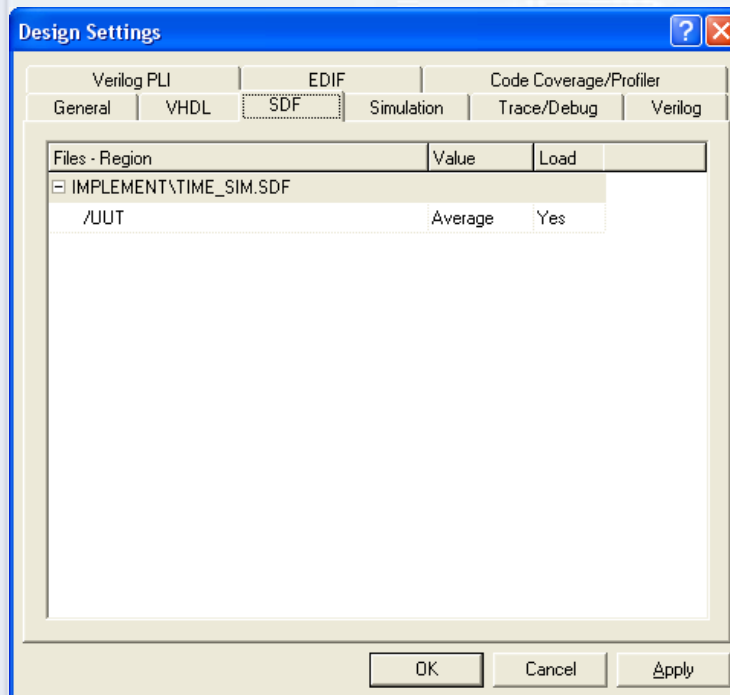 Design Settings
Verilog PLI EDIF Code Coverage/Profiler
General VHDL SDF Simulation Trace/Debug Verilog
Files - Region Value Load
IMPLEMENT\TIME_SIM.SDF
/UUT Average Yes
OK Cancel Apply